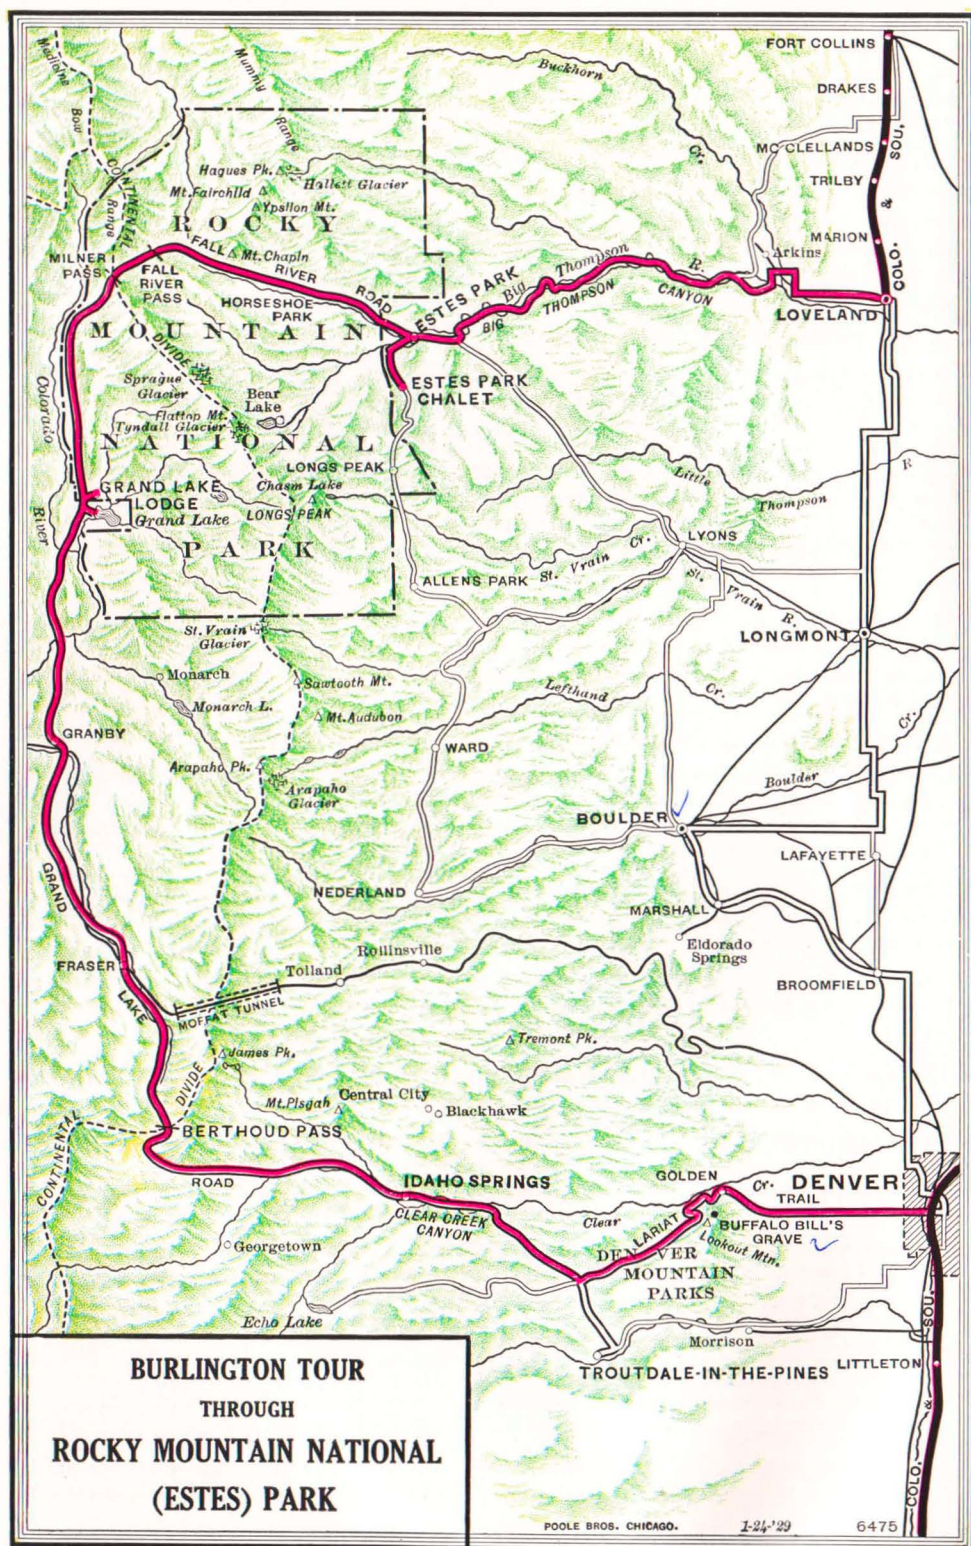 FORT COLLINS
DRAKES
MC CLELLANDS
TRILBY
MARION
COLO. & SOU.
LOVELAND
Arkins
Buckhorn Cr.
Medicine Bow Range
Mummy Range
CONTINENTAL DIVIDE
Hagues Pk.
Hallett Glacier
Mt. Fairchild
Ypsilon Mt.
ROCKY
MOUNTAIN
NATIONAL
PARK
MILNER PASS
FALL RIVER PASS
FALL RIVER ROAD
Mt. Chapin
HORSESHOE PARK
ESTES PARK
Big Thompson R.
BIG THOMPSON CANYON
ESTES PARK CHALET
Colorado River
Sprague Glacier
Bear Lake
Flattop Mt.
Tyndall Glacier
LONGS PEAK
Chasm Lake
LONGS PEAK
GRAND LAKE LODGE
Grand Lake
Little Thompson R
LYONS
St. Vrain Cr.
St. Vrain R.
ALLENS PARK
LONGMONT
St. Vrain Glacier
Monarch
Sawtooth Mt.
Monarch L.
Mt. Audubon
Lefthand Cr.
GRANBY
Arapaho Pk.
Arapaho Glacier
WARD
Boulder Cr.
BOULDER
LAFAYETTE
NEDERLAND
MARSHALL
Eldorado Springs
BROOMFIELD
GRAND LAKE ROAD
FRASER
Tolland
Rollinsville
MOFFAT TUNNEL
James Pk.
Tremont Pk.
CONTINENTAL DIVIDE
Mt. Pisgah
Central City
Blackhawk
BERTHOUD PASS
IDAHO SPRINGS
CLEAR CREEK CANYON
Clear Cr.
GOLDEN
DENVER
LARIAT TRAIL
BUFFALO BILL'S GRAVE
Lookout Mtn.
DENVER MOUNTAIN PARKS
Georgetown
Echo Lake
Morrison
TROUTDALE-IN-THE-PINES
LITTLETON
COLO. & SOU.
BURLINGTON TOUR
THROUGH
ROCKY MOUNTAIN NATIONAL
(ESTES) PARK
POOLE BROS. CHICAGO.
1-24-'29
6475